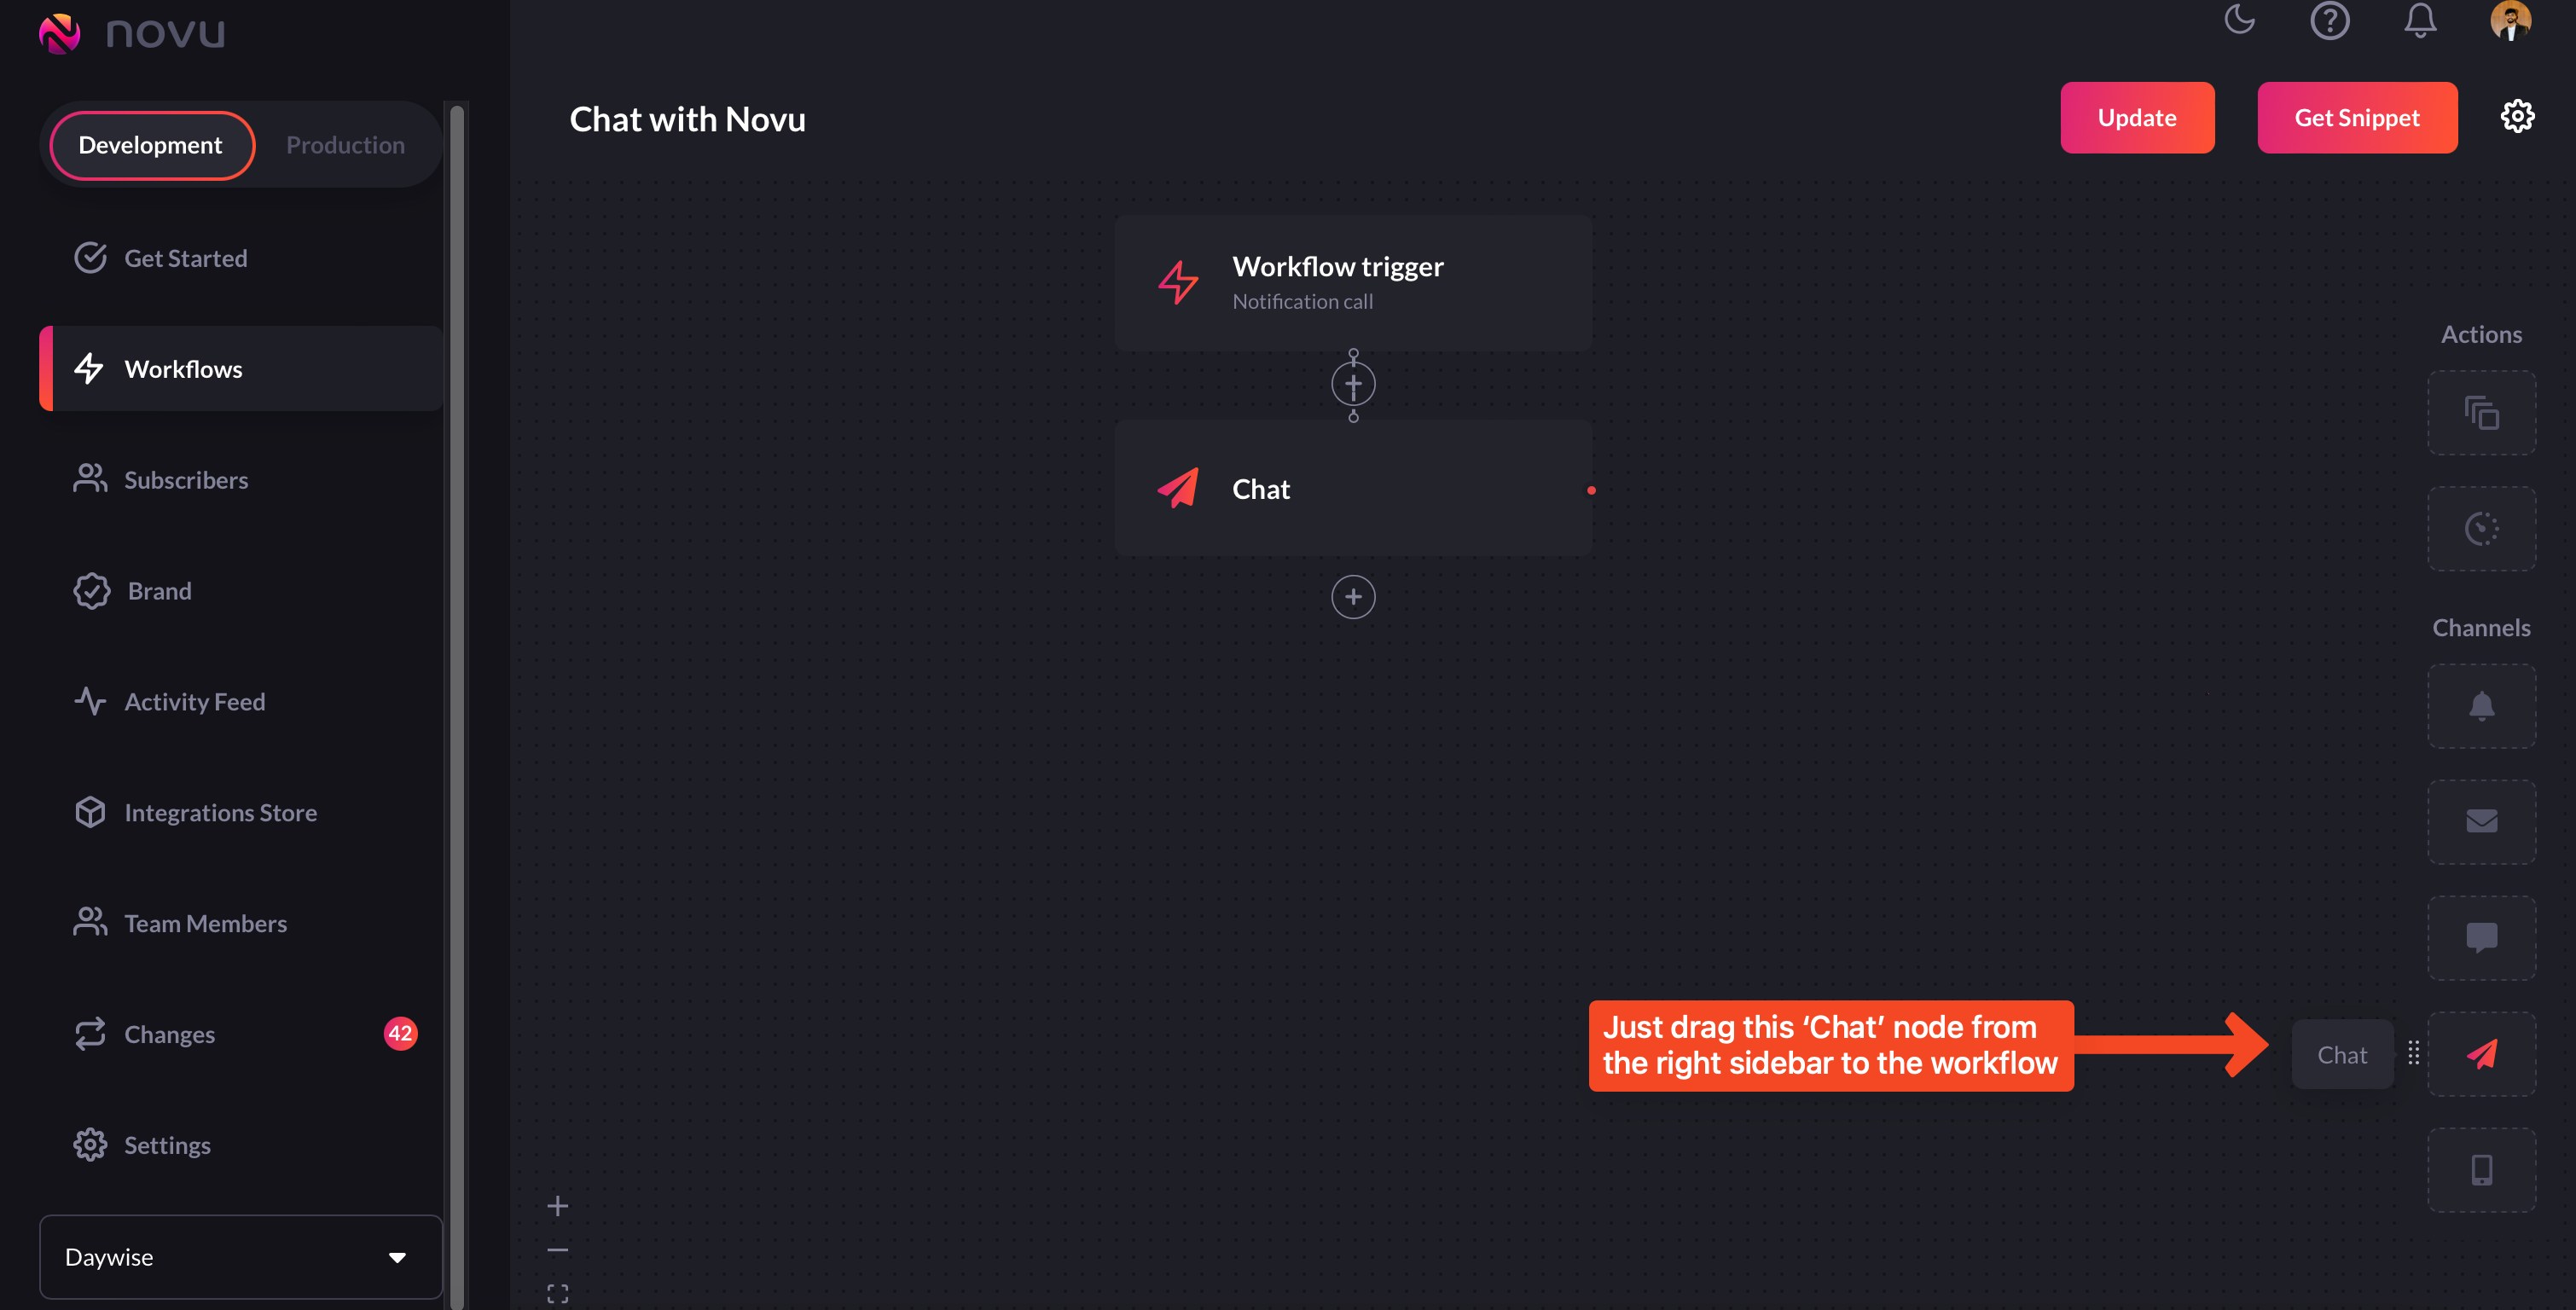 novu
Development
Production
Get Started
Workflows
Subscribers
Brand
Activity Feed
Integrations Store
Team Members
Changes
42
Settings
Daywise
Chat with Novu
Update
Get Snippet
Workflow trigger
Notification call
Chat
Actions
Channels
Just drag this ‘Chat’ node from
the right sidebar to the workflow
Chat